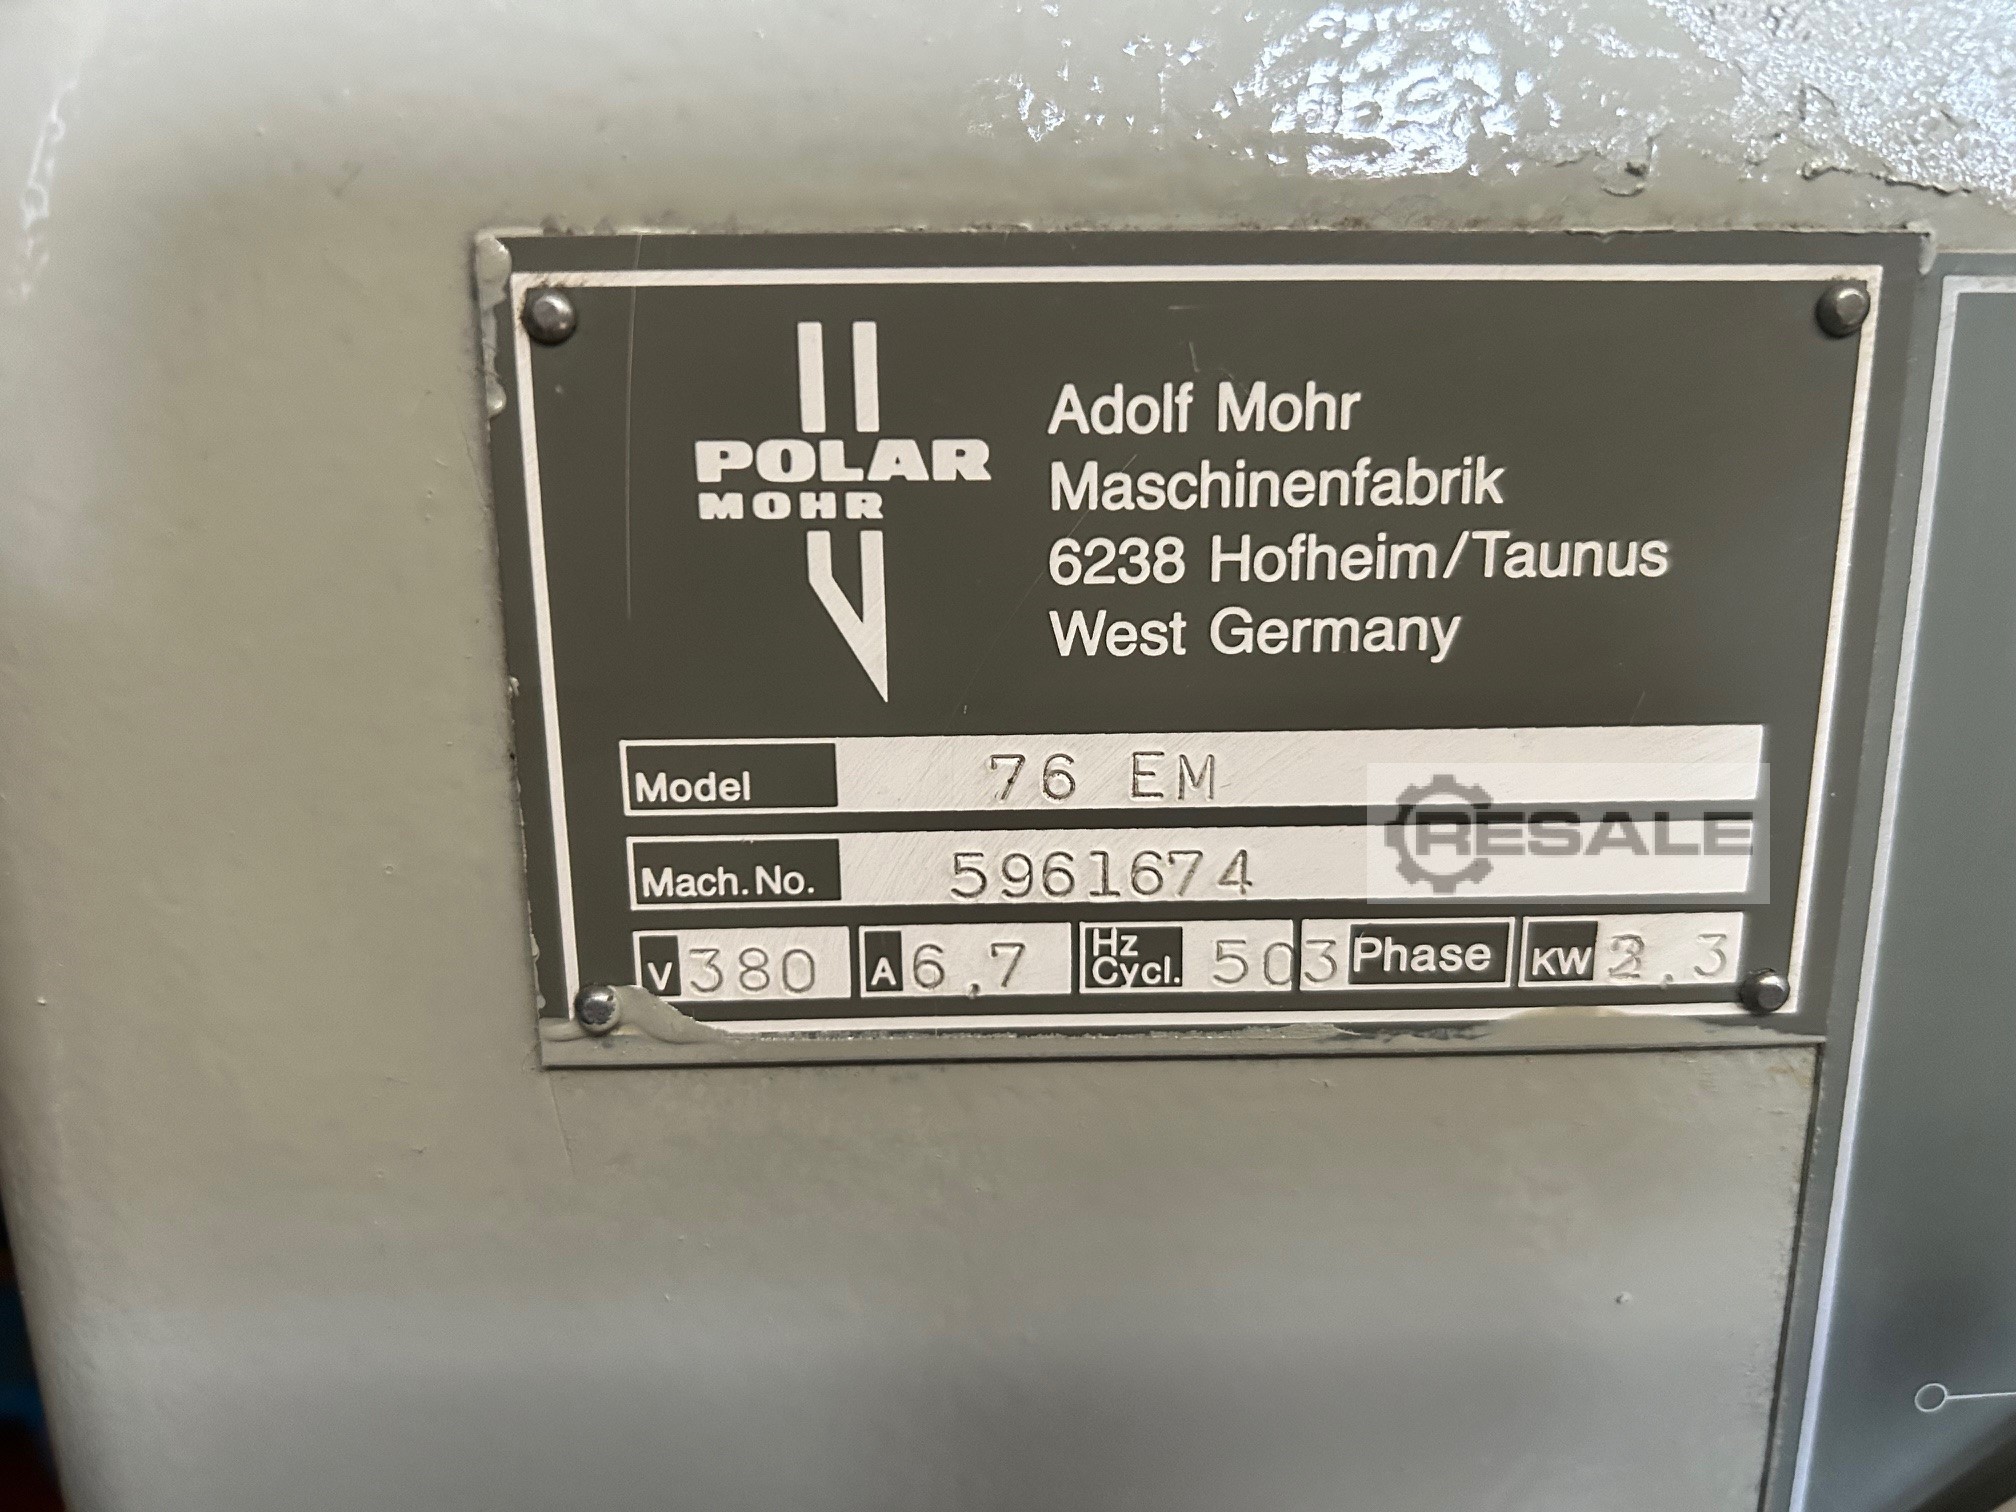 POLAR
MOHR
Adolf Mohr
Maschinenfabrik
6238 Hofheim/Taunus
West Germany
Model 76 EM
RESALE
Mach.No. 5961674
V 380 A 6,7 Hz Cycl. 50 3 Phase KW 2,3